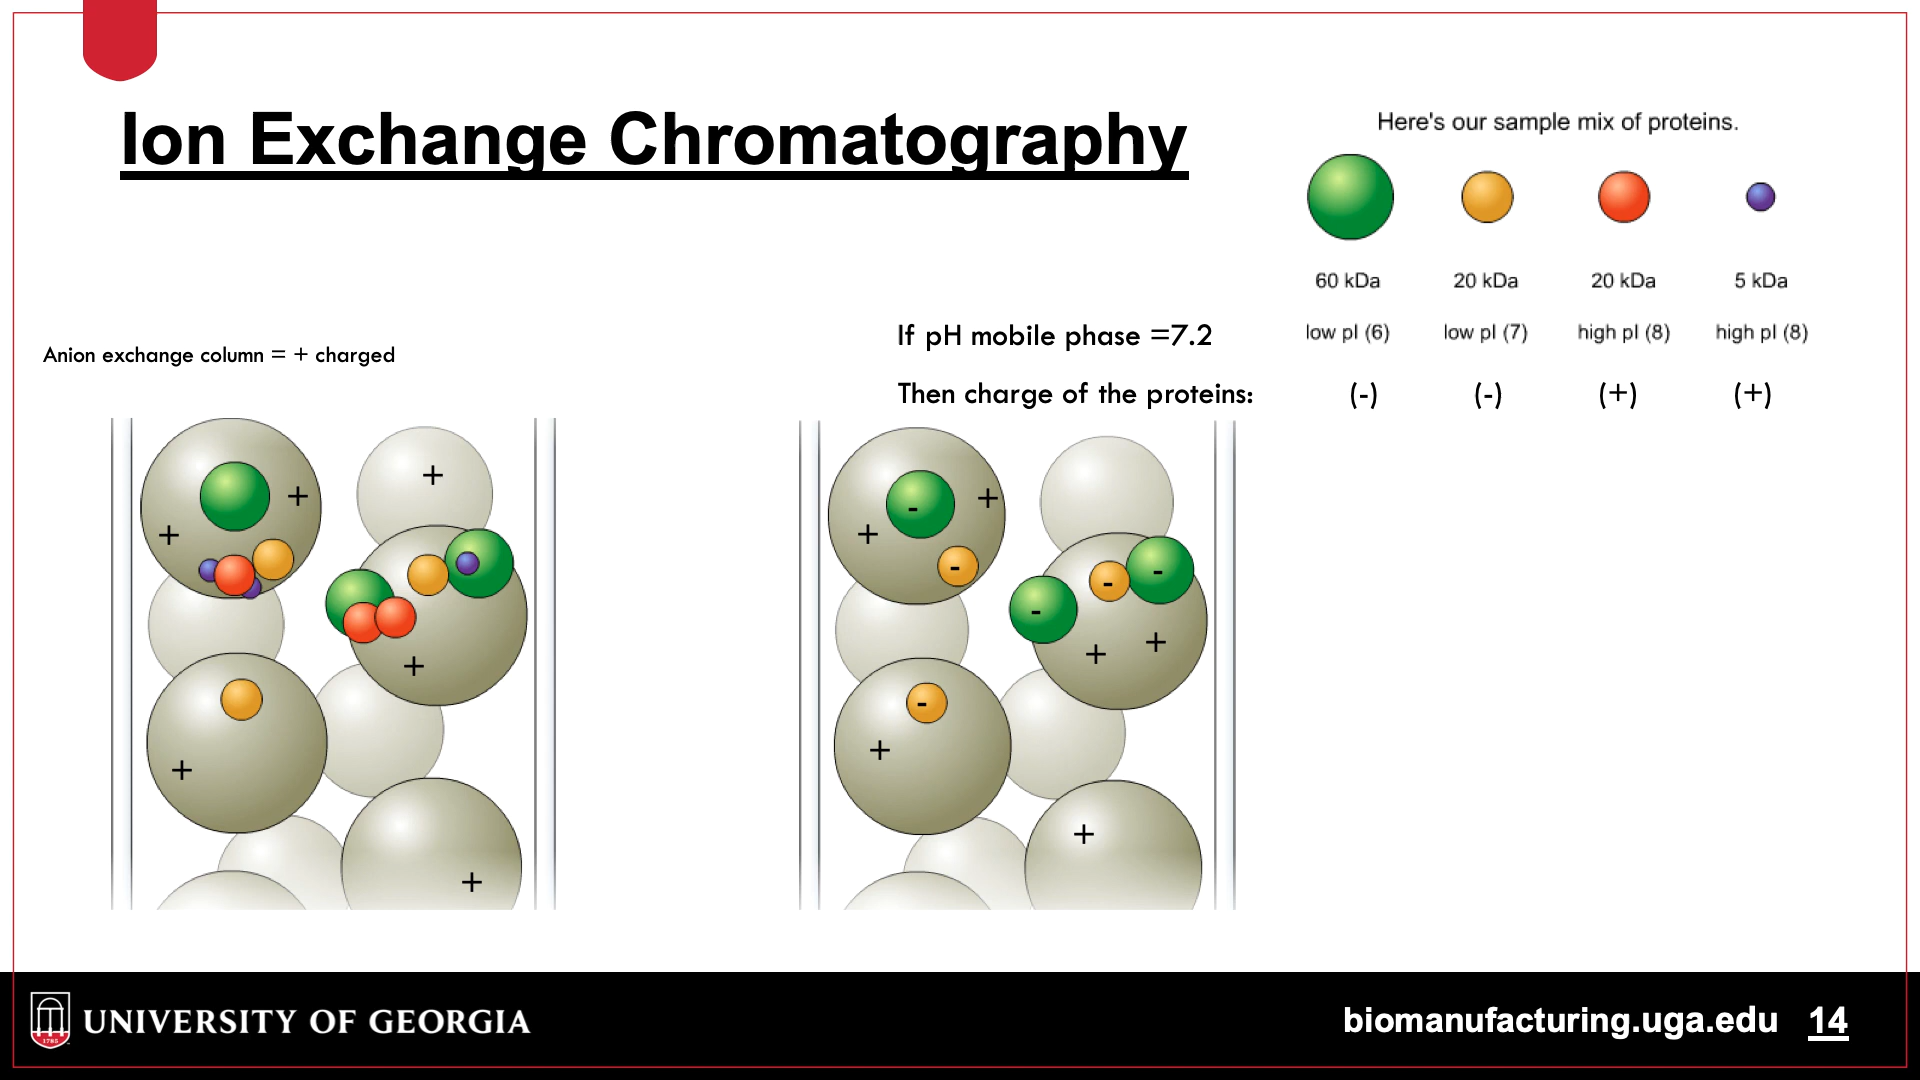 Ion Exchange Chromatography
Here's our sample mix of proteins.
60 kDa 20 kDa 20 kDa 5 kDa
low pI (6) low pI (7) high pI (8) high pI (8)
If pH mobile phase =7.2
Then charge of the proteins: (-) (-) (+) (+)
Anion exchange column = + charged
+ + +
+
+
+
+
- + +
-
- - -
+ +
-
+
+
1785
UNIVERSITY OF GEORGIA
biomanufacturing.uga.edu 14